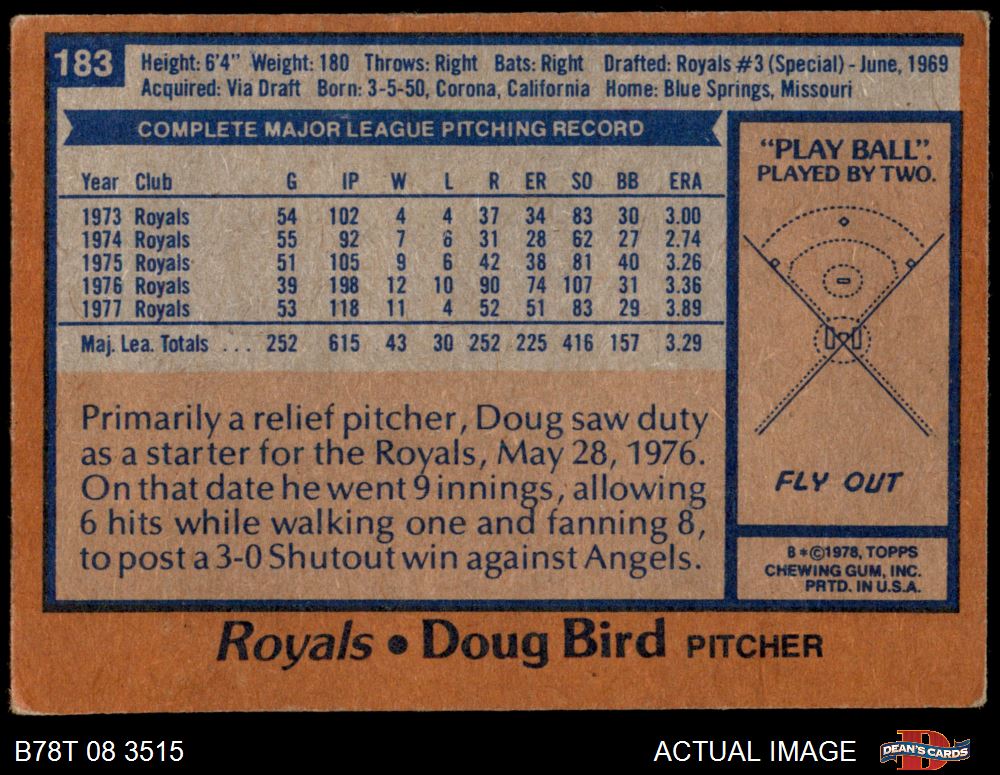 183
Height: 6'4" Weight: 180 Throws: Right Bats: Right Drafted: Royals #3 (Special) - June, 1969
Acquired: Via Draft Born: 3-5-50, Corona, California Home: Blue Springs, Missouri
COMPLETE MAJOR LEAGUE PITCHING RECORD
Year Club G IP W L R ER SO BB ERA
1973 Royals 54 102 4 4 37 34 83 30 3.00
1974 Royals 55 92 7 6 31 28 62 27 2.74
1975 Royals 51 105 9 6 42 38 81 40 3.26
1976 Royals 39 198 12 10 90 74 107 31 3.36
1977 Royals 53 118 11 4 52 51 83 29 3.89
Maj. Lea. Totals ... 252 615 43 30 252 225 416 157 3.29
Primarily a relief pitcher, Doug saw duty
as a starter for the Royals, May 28, 1976.
On that date he went 9 innings, allowing
6 hits while walking one and fanning 8,
to post a 3-0 Shutout win against Angels.
"PLAY BALL".
PLAYED BY TWO.
FLY OUT
B*©1978, TOPPS
CHEWING GUM, INC.
PRTD. IN U.S.A.
Royals • Doug Bird PITCHER
B78T 08 3515
ACTUAL IMAGE
DEAN'S CARDS